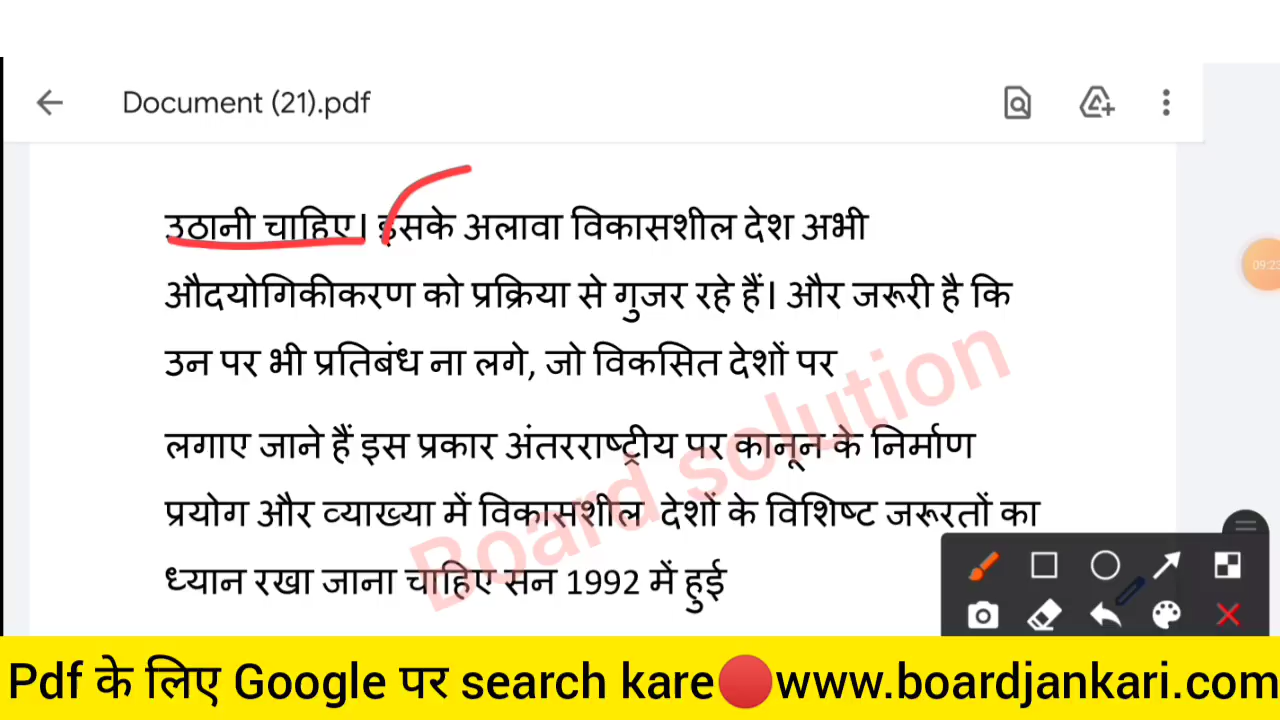 Document (21).pdf
उठानी चाहिए। इसके अलावा विकासशील देश अभी
औदयोगिकीकरण को प्रक्रिया से गुजर रहे हैं। और जरूरी है कि
उन पर भी प्रतिबंध ना लगे, जो विकसित देशों पर
लगाए जाने हैं इस प्रकार अंतरराष्ट्रीय पर कानून के निर्माण
प्रयोग और व्याख्या में विकासशील देशों के विशिष्ट जरूरतों का
ध्यान रखा जाना चाहिए सन 1992 में हुई
Board solution
09:23
Pdf के लिए Google पर search kare🔴www.boardjankari.com